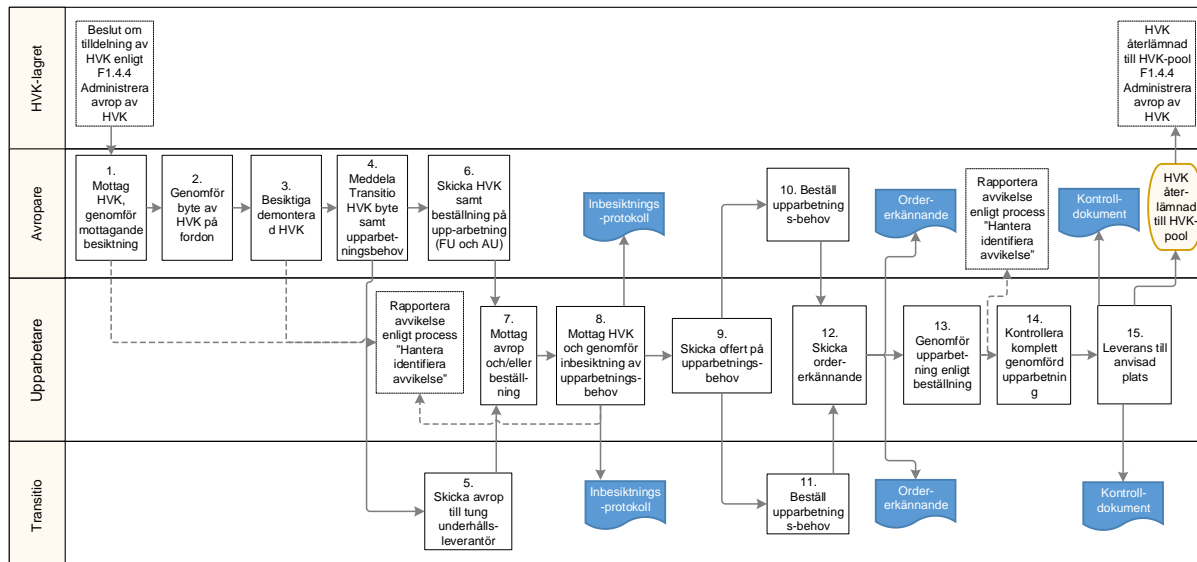 HVK-lagret
Beslut om
tilldelning av
HVK enligt
F1.4.4
Administrera
avrop av
HVK
HVK
återlämnad
till HVK-pool
F1.4.4
Administrera
avrop av
HVK
Avropare
1.
Mottag
HVK,
genomför
mottagande
besiktning
2.
Genomför
byte av
HVK på
fordon
3.
Besiktiga
demontera
d HVK
4.
Meddela
Transitio
HVK byte
samt
upparbet-
ningsbehov
6.
Skicka HVK
samt
beställning på
upp-arbetning
(FU och AU)
Inbesiktnings
-protokoll
10. Beställ
upparbetning
s-behov
Order-
erkännande
Rapportera
avvikelse
enligt process
"Hantera
identifiera
avvikelse"
Kontroll-
dokument
HVK
åter-
lämnad
till HVK-
pool
Upparbetare
Rapportera
avvikelse
enligt process
"Hantera
identifiera
avvikelse"
7.
Mottag
avrop
och/eller
beställ-
ning
8.
Mottag HVK
och genomför
inbesiktning av
upparbetnings-
behov
9.
Skicka offert på
upparbetnings-
behov
12.
Skicka
order-
erkännande
13.
Genomför
upparbet-
ning enligt
beställning
14.
Kontrollera
komplett
genomförd
upparbetnin
g
15.
Leverans till
anvisad
plats
Transitio
5.
Skicka avrop
till tung
underhålls-
leverantör
Inbesiktnings
-protokoll
11.
Beställ
upparbetning
s-behov
Order-
erkännande
Kontroll-
dokument